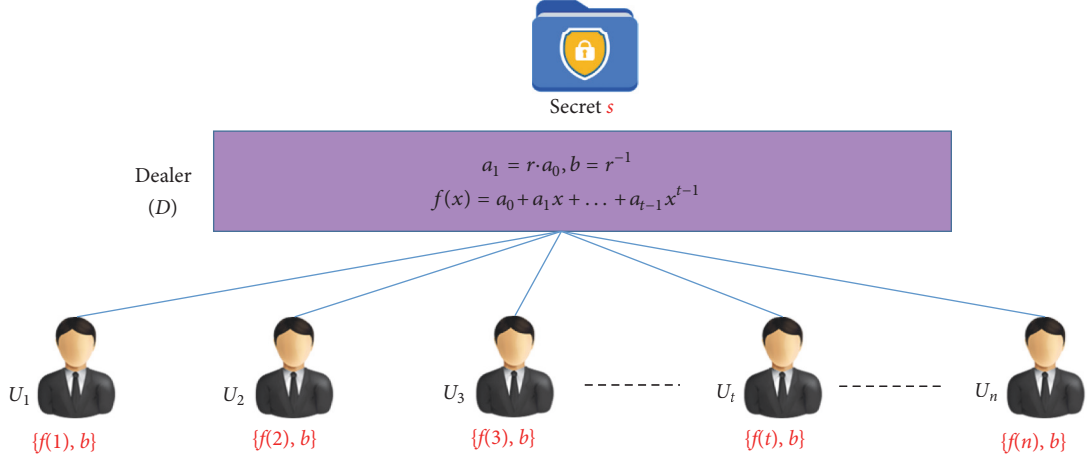 Secret s
Dealer
(D)
a₁ = r·a₀, b = r⁻¹
f(x) = a₀ + a₁x + … + aₜ₋₁xᵗ⁻¹
U₁ U₂ U₃ Uₜ Uₙ
{f(1), b} {f(2), b} {f(3), b} {f(t), b} {f(n), b}